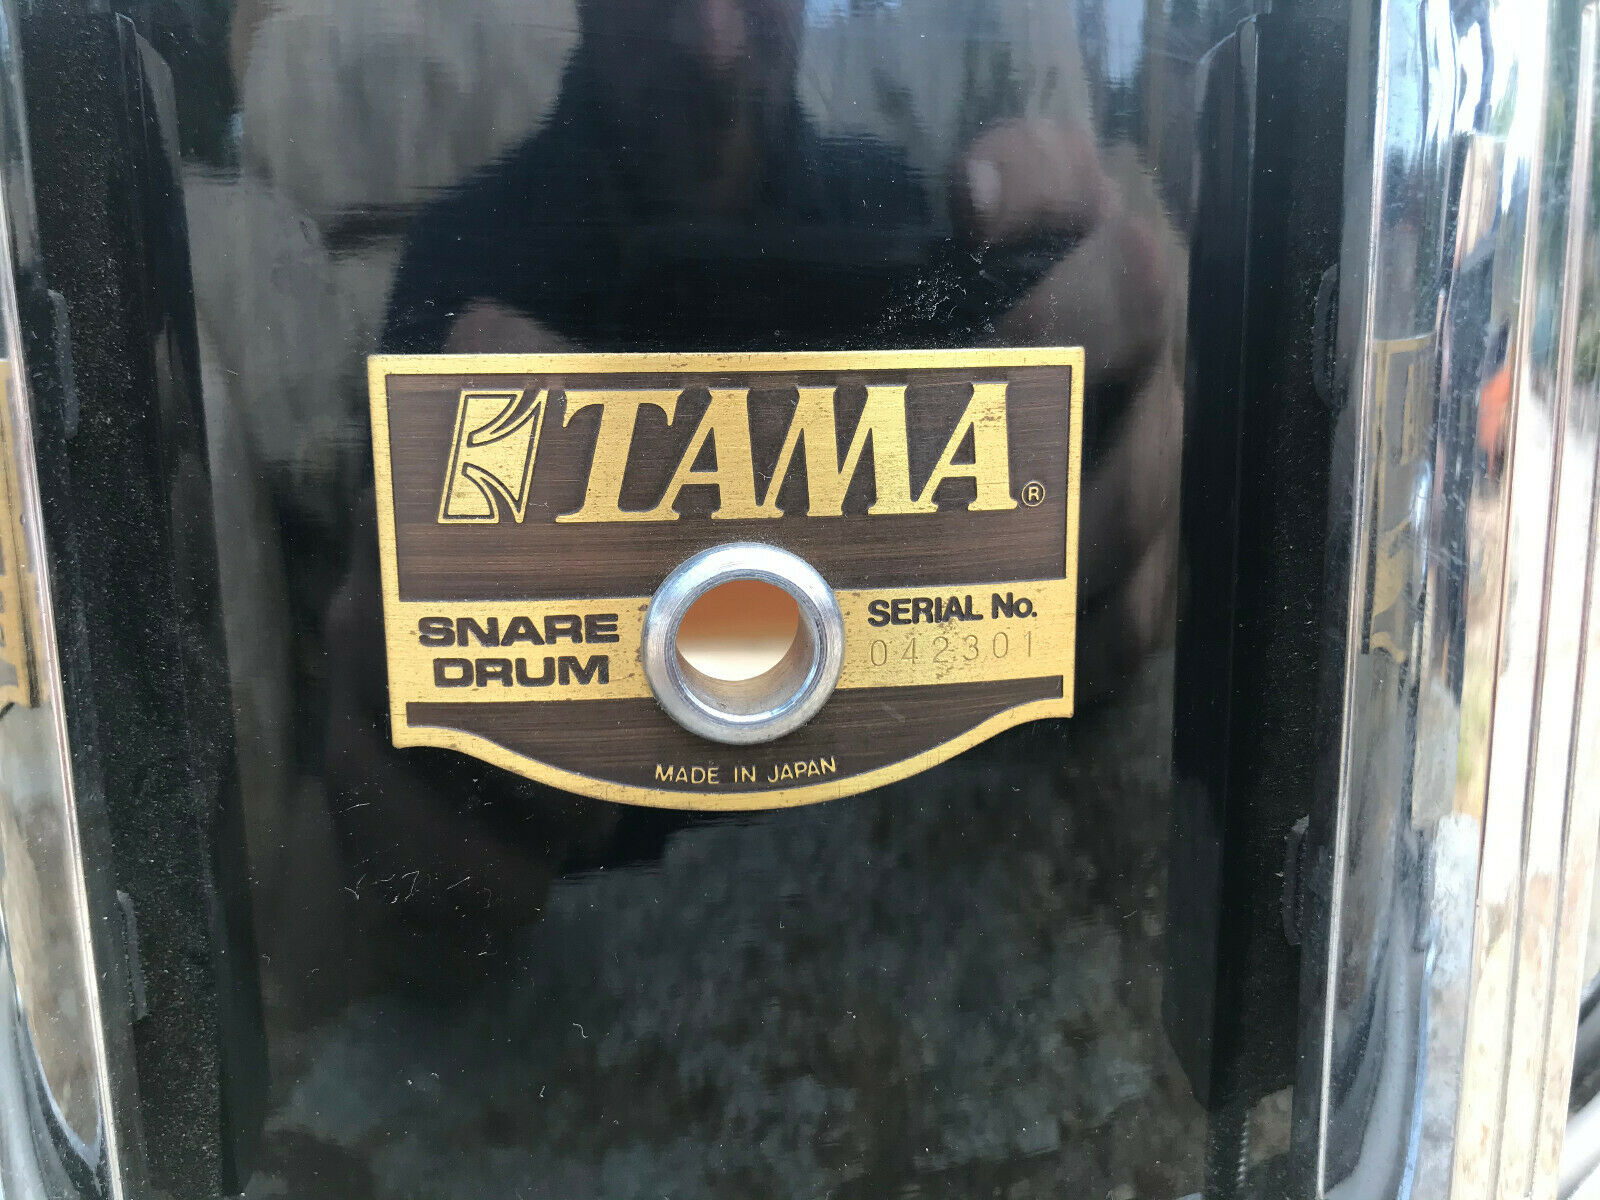 TAMA®
SNARE
DRUM
SERIAL No.
042301
MADE IN JAPAN